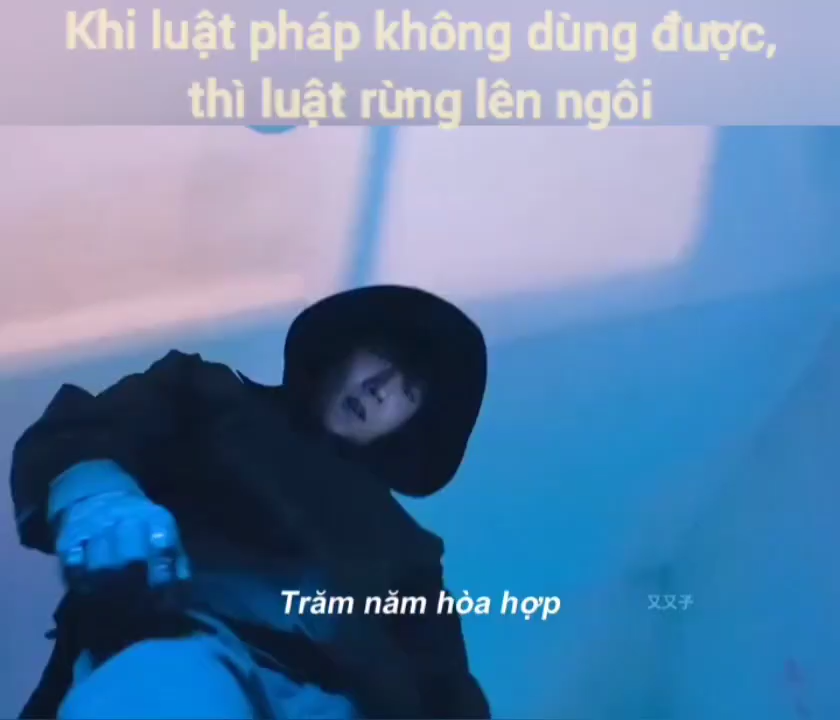 Khi luật pháp không dùng được,
thì luật rừng lên ngôi
Trăm năm hòa hợp
又又子